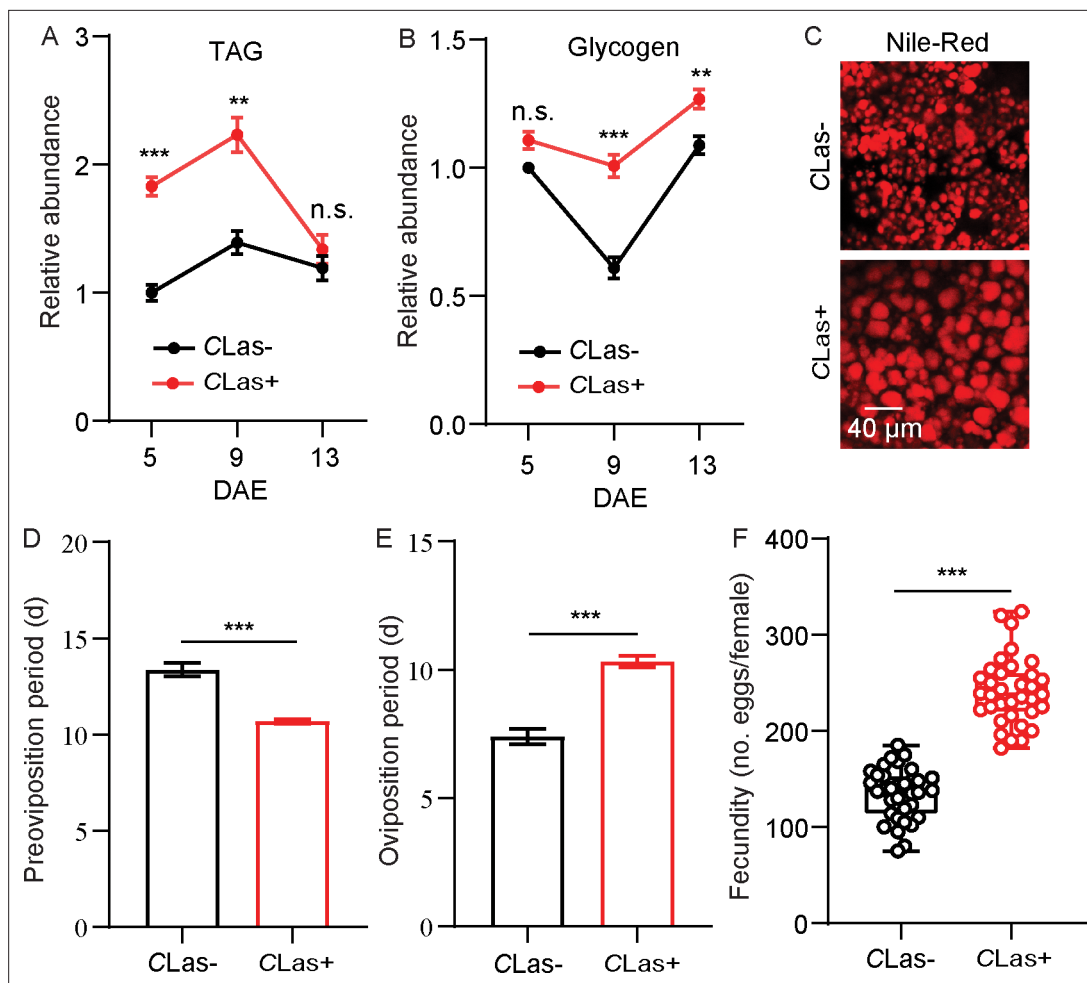 A
TAG
Relative abundance
3
2
1
0
***
**
n.s.
CLas-
CLas+
5
9
13
DAE
B
Glycogen
Relative abundance
1.5
1.0
0.5
0.0
n.s.
***
**
CLas-
CLas+
5
9
13
DAE
C
Nile-Red
CLas-
CLas+
40 µm
D
Preoviposition period (d)
20
15
10
5
0
***
CLas-
CLas+
E
Oviposition period (d)
15
10
5
0
***
CLas-
CLas+
F
Fecundity (no. eggs/female)
400
300
200
100
0
***
CLas-
CLas+